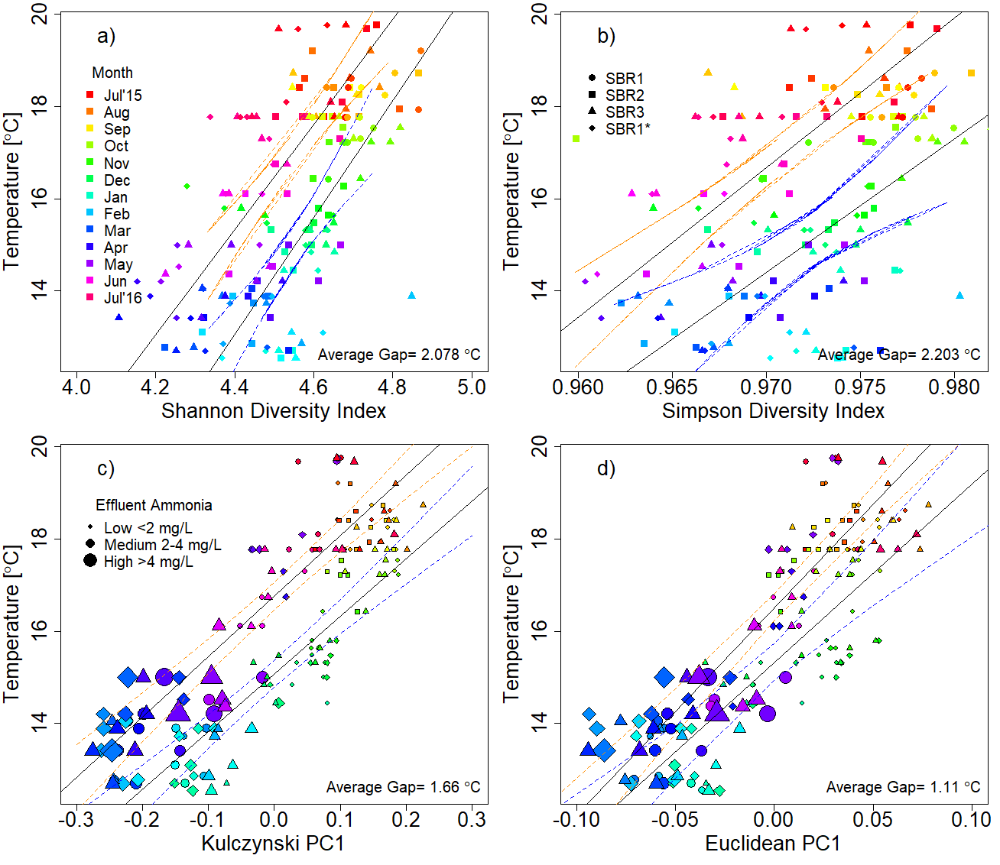 a)
Month
Jul'15
Aug
Sep
Oct
Nov
Dec
Jan
Feb
Mar
Apr
May
Jun
Jul'16
Average Gap= 2.078 °C
Temperature [°C]
14
16
18
20
4.0
4.2
4.4
4.6
4.8
5.0
Shannon Diversity Index
b)
SBR1
SBR2
SBR3
SBR1*
Average Gap= 2.203 °C
Temperature [°C]
14
16
18
20
0.960
0.965
0.970
0.975
0.980
Simpson Diversity Index
c)
Effluent Ammonia
Low <2 mg/L
Medium 2-4 mg/L
High >4 mg/L
Average Gap= 1.66 °C
Temperature [°C]
14
16
18
20
-0.3
-0.2
-0.1
0.0
0.1
0.2
0.3
Kulczynski PC1
d)
Average Gap= 1.11 °C
Temperature [°C]
14
16
18
20
-0.10
-0.05
0.00
0.05
0.10
Euclidean PC1